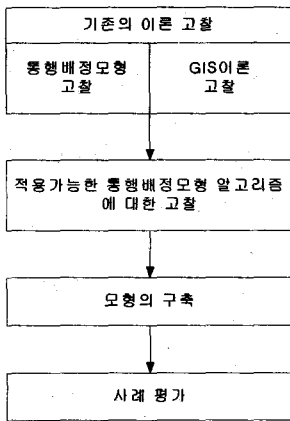 기존의 이론 고찰
통행배정모형
고찰
GIS이론
고찰
적용가능한 통행배정모형 알고리즘
에 대한 고찰
모형의 구축
사례 평가